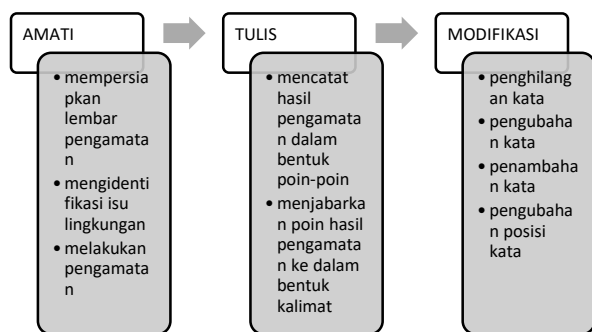 AMATI
• mempersia
pkan
lembar
pengamata
n
• mengidenti
fikasi isu
lingkungan
• melakukan
pengamata
n
TULIS
• mencatat
hasil
pengamata
n dalam
bentuk
poin-poin
• menjabarka
n poin hasil
pengamata
n ke dalam
bentuk
kalimat
MODIFIKASI
• penghilang
an kata
• pengubaha
n kata
• penambaha
n kata
• pengubaha
n posisi
kata